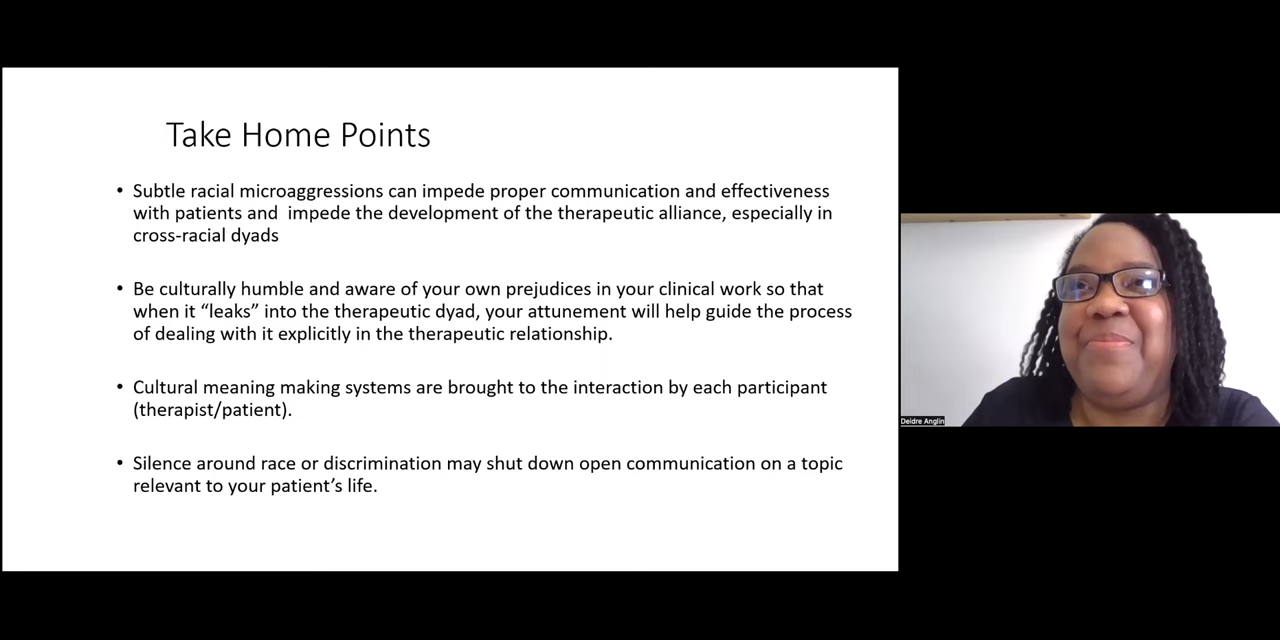 Take Home Points
• Subtle racial microaggressions can impede proper communication and effectiveness
with patients and  impede the development of the therapeutic alliance, especially in
cross-racial dyads
• Be culturally humble and aware of your own prejudices in your clinical work so that
when it “leaks” into the therapeutic dyad, your attunement will help guide the process
of dealing with it explicitly in the therapeutic relationship.
• Cultural meaning making systems are brought to the interaction by each participant
(therapist/patient).
• Silence around race or discrimination may shut down open communication on a topic
relevant to your patient’s life.
Deidre Anglin